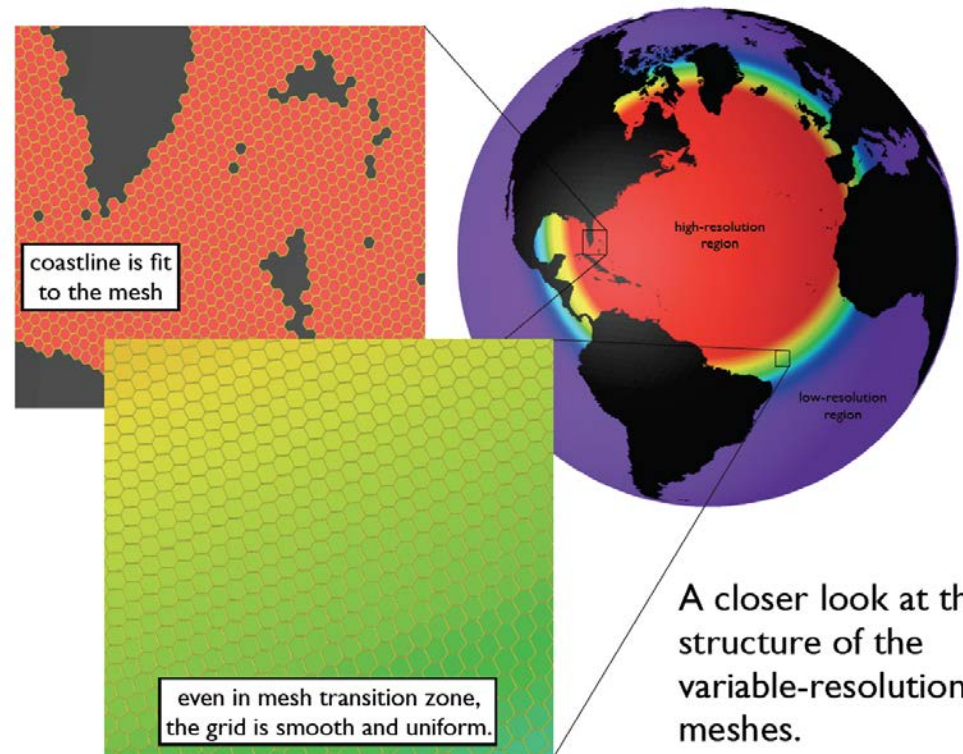 coastline is fit
to the mesh
high-resolution
region
low-resolution
region
even in mesh transition zone,
the grid is smooth and uniform.
A closer look at th
structure of the
variable-resolution
meshes.